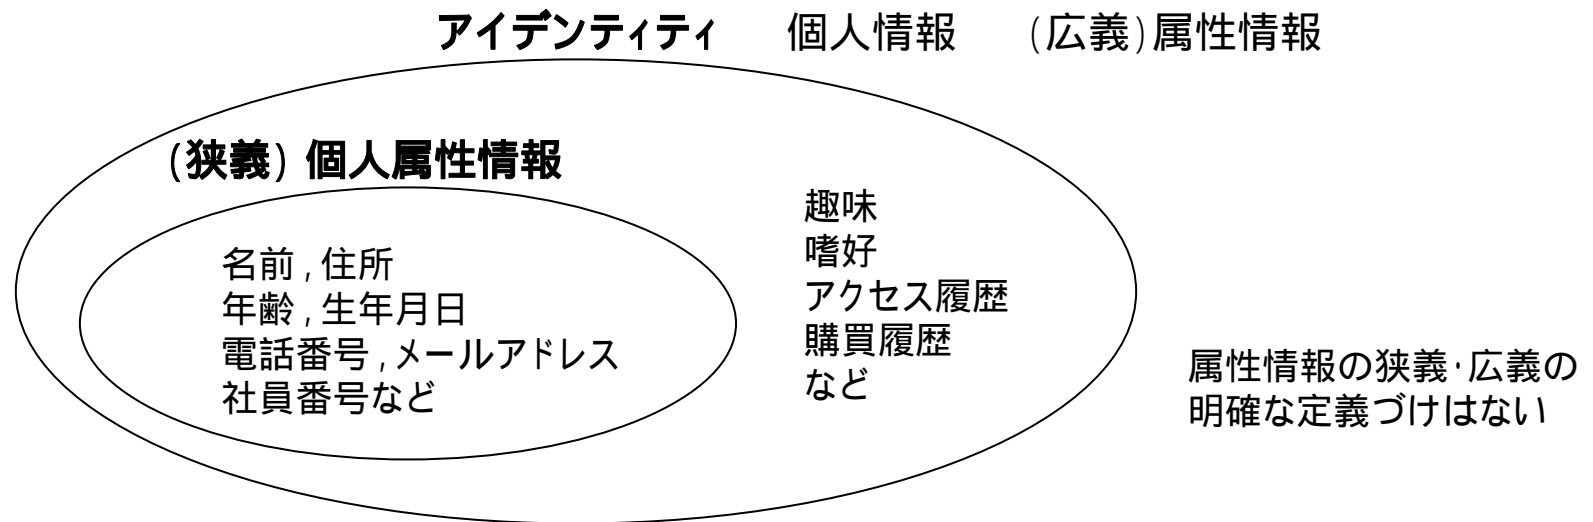 アイデンティティ 個人情報 (広義)属性情報
(狭義) 個人属性情報
名前,住所
年齢,生年月日
電話番号,メールアドレス
社員番号など
趣味
嗜好
アクセス履歴
購買履歴
など
属性情報の狭義・広義の
明確な定義づけはない